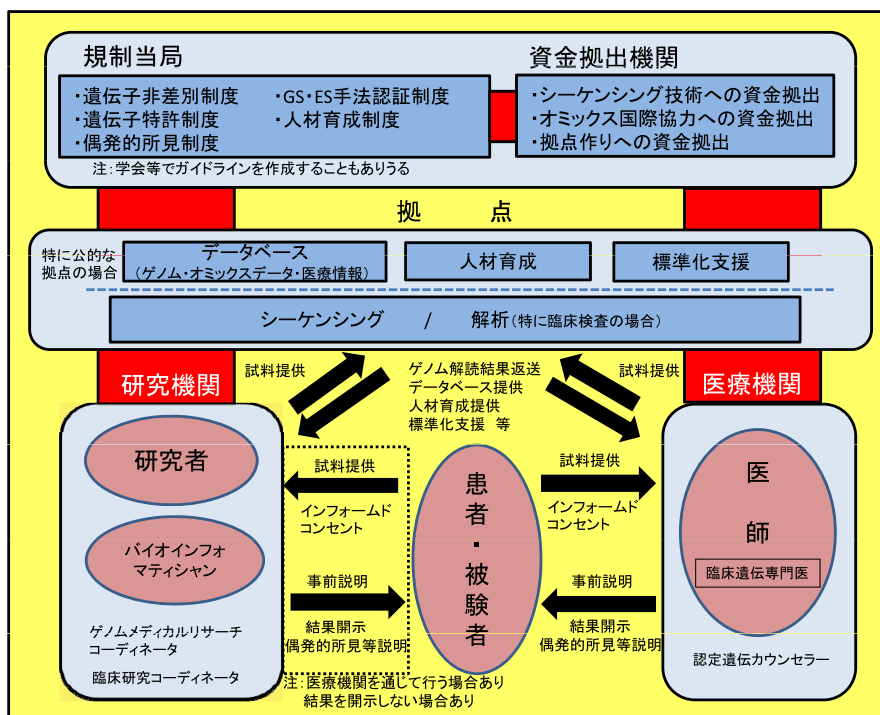 規制当局
・遺伝子非差別制度
・遺伝子特許制度
・偶発的所見制度
・GS・ES手法認証制度
・人材育成制度
注：学会等でガイドラインを作成することもありうる
資金拠出機関
・シーケンシング技術への資金拠出
・オミックス国際協力への資金拠出
・拠点作りへの資金拠出
拠　点
特に公的な
拠点の場合
データベース
（ゲノム・オミックスデータ・医療情報）
人材育成
標準化支援
シーケンシング　/　解析（特に臨床検査の場合）
研究機関
試料提供
ゲノム解読結果返送
データベース提供
人材育成提供
標準化支援 等
試料提供
医療機関
研究者
バイオインフォ
マティシャン
ゲノムメディカルリサーチ
コーディネータ
臨床研究コーディネータ
試料提供
インフォームド
コンセント
事前説明
結果開示
偶発的所見等説明
注：医療機関を通して行う場合あり
結果を開示しない場合あり
患者・被験者
試料提供
インフォームド
コンセント
事前説明
結果開示
偶発的所見等説明
医師
臨床遺伝専門医
認定遺伝カウンセラー